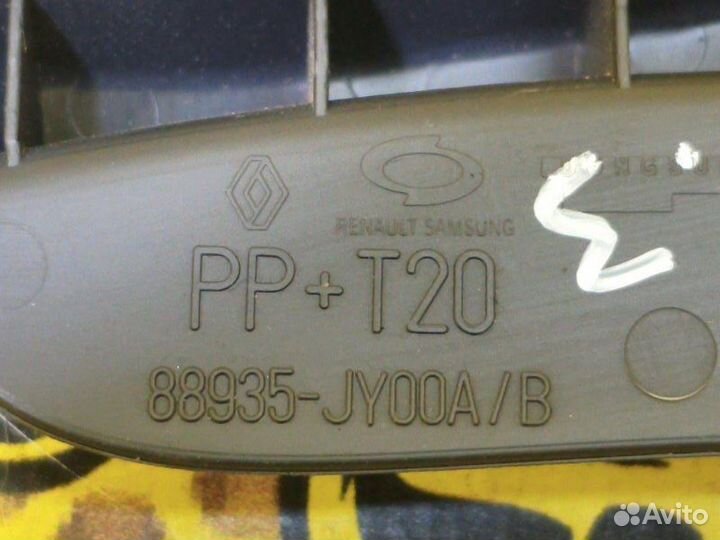 RENAULT SAMSUNG
PP+T20
88935-JY00A/B
Avito